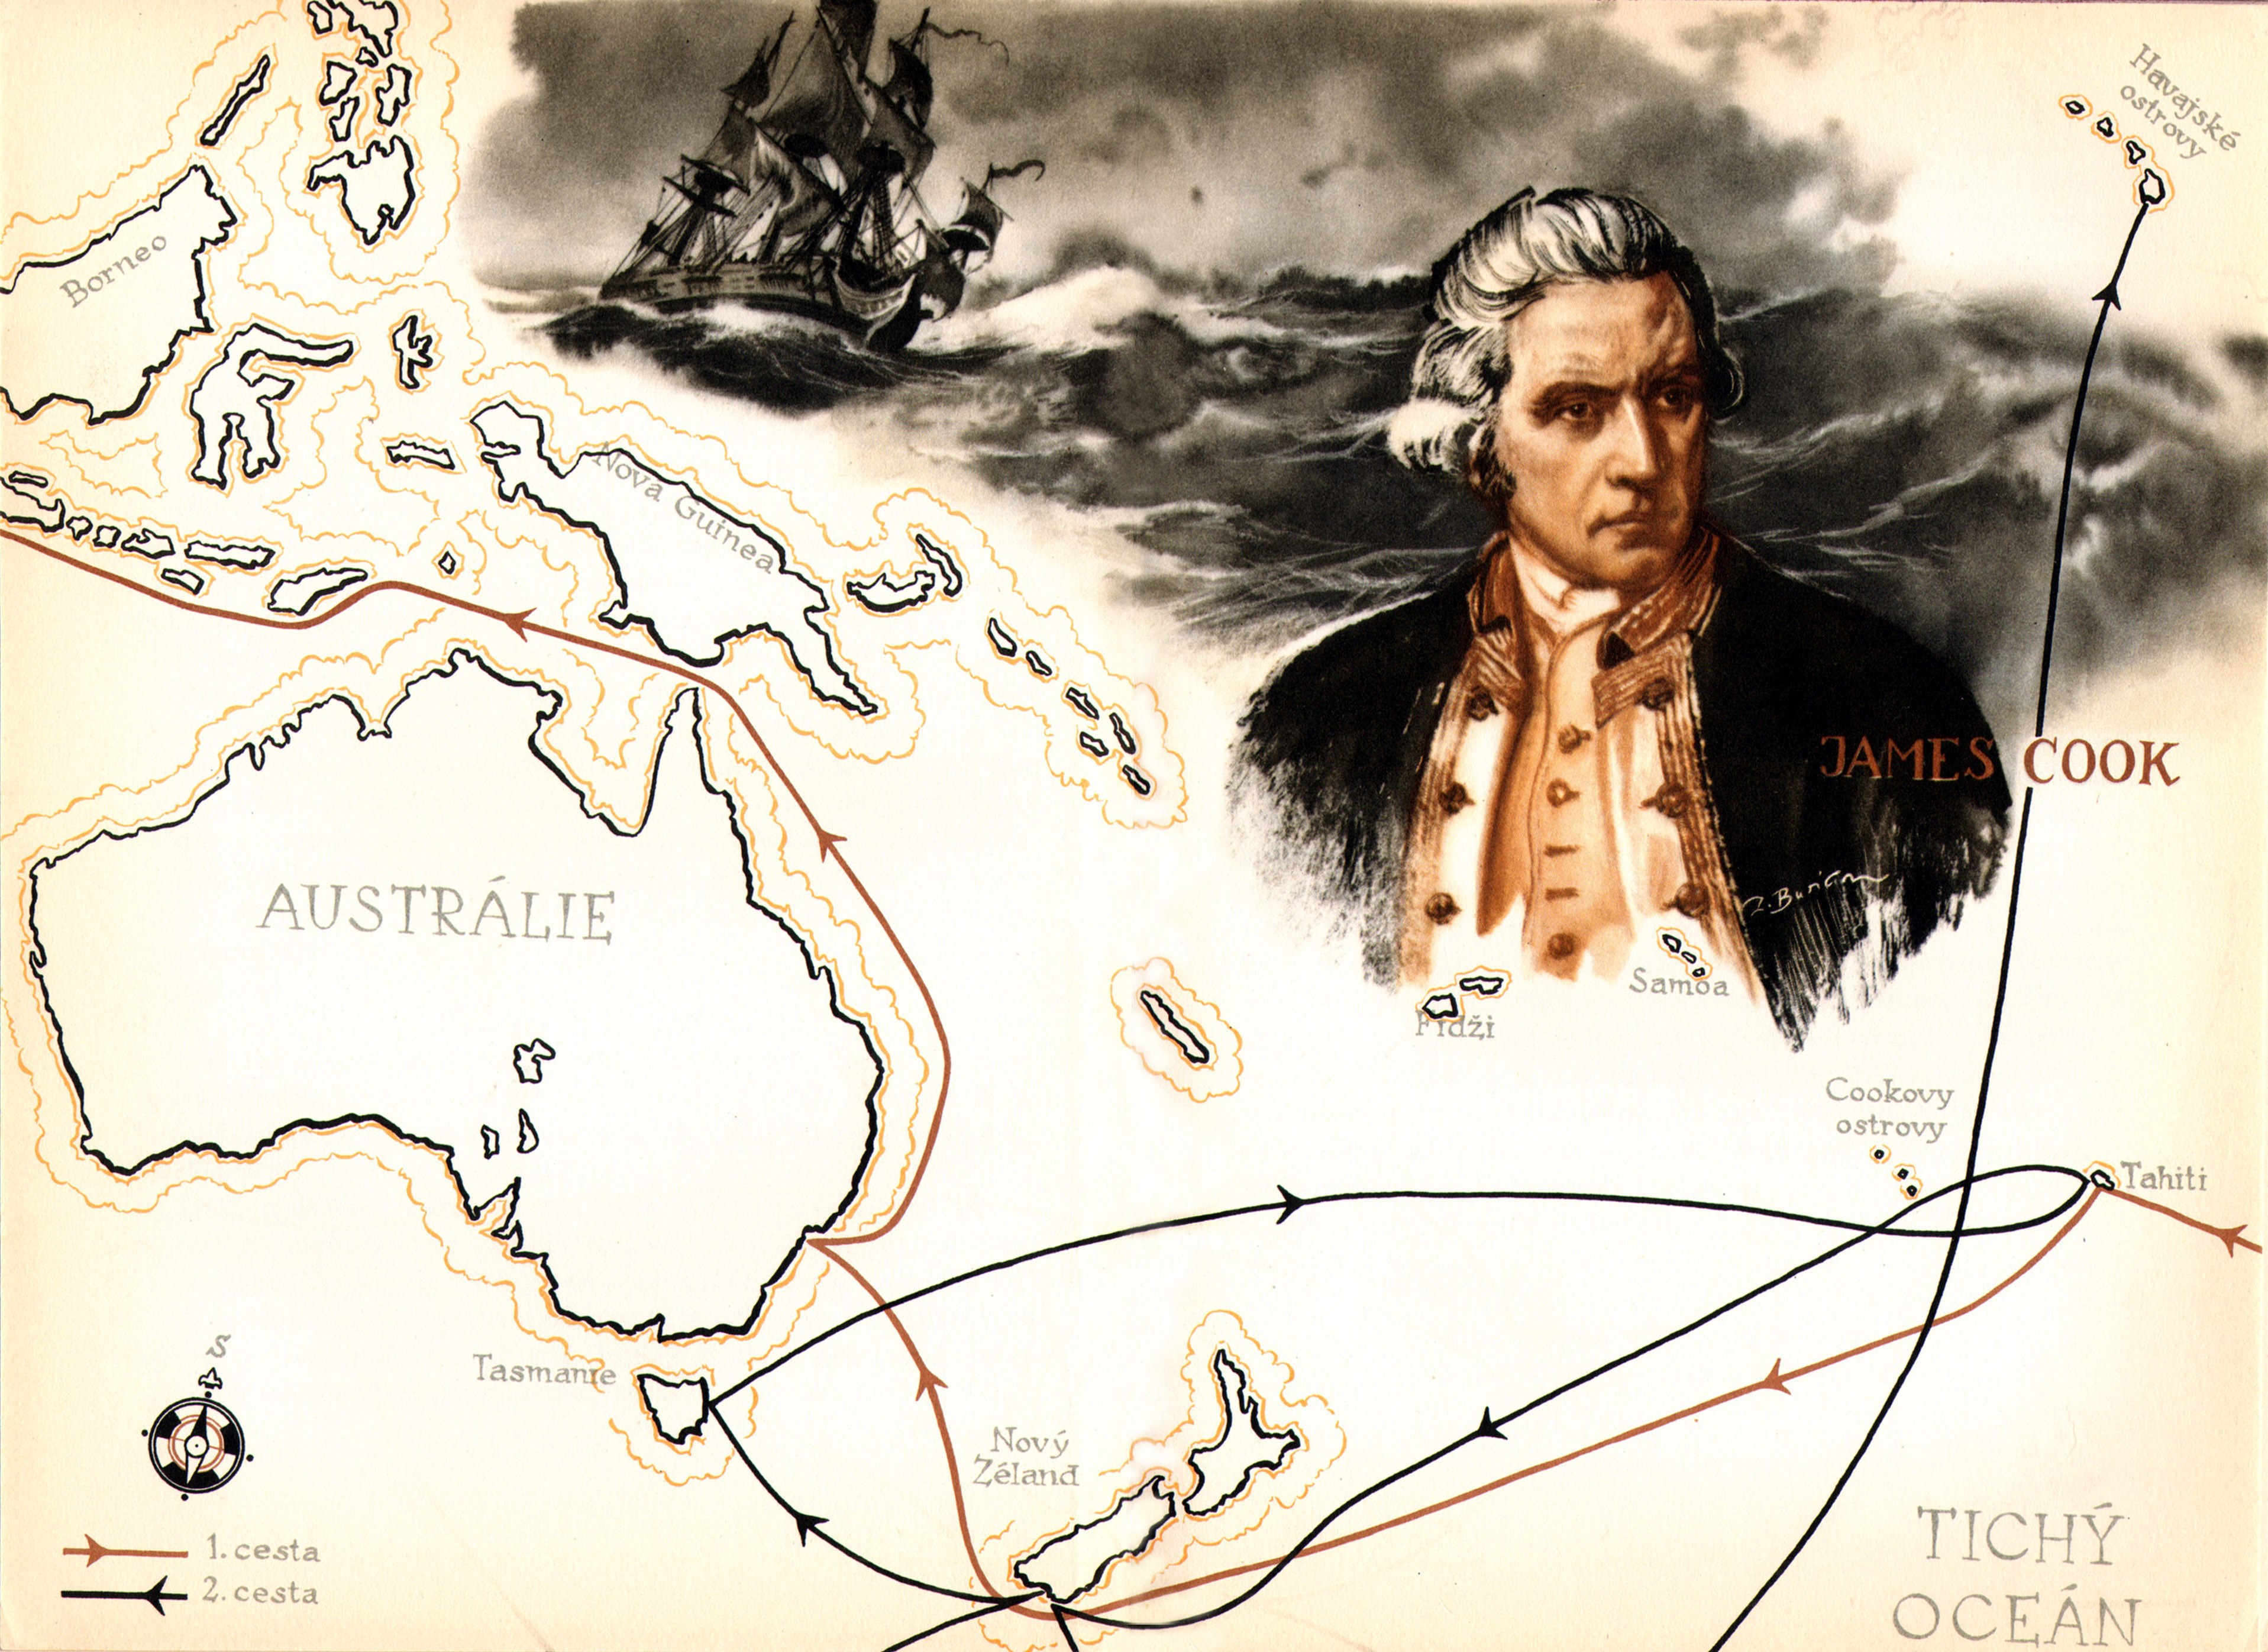 Havajské
ostrovy
Borneo
Nova Guinea
JAMES COOK
AUSTRÁLIE
Z. Burian
Samoa
Fidži
Cookovy
ostrovy
Tahiti
S
Tasmanie
Nový
Zéland
1. cesta
2. cesta
TICHÝ
OCEÁN